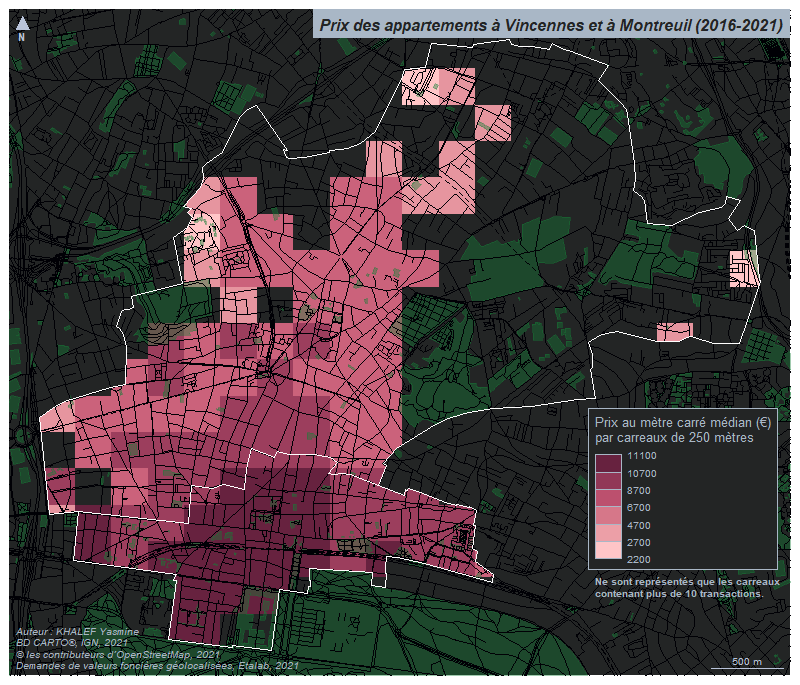 Prix des appartements à Vincennes et à Montreuil (2016-2021)
N
Prix au mètre carré médian (€)
par carreaux de 250 mètres
11100
10700
8700
6700
4700
2700
2200
Ne sont représentés que les carreaux
contenant plus de 10 transactions.
Auteur : KHALEF Yasmine
BD CARTO®, IGN, 2021
© les contributeurs d'OpenStreetMap, 2021
Demandes de valeurs foncières géolocalisées, Etalab, 2021
500 m